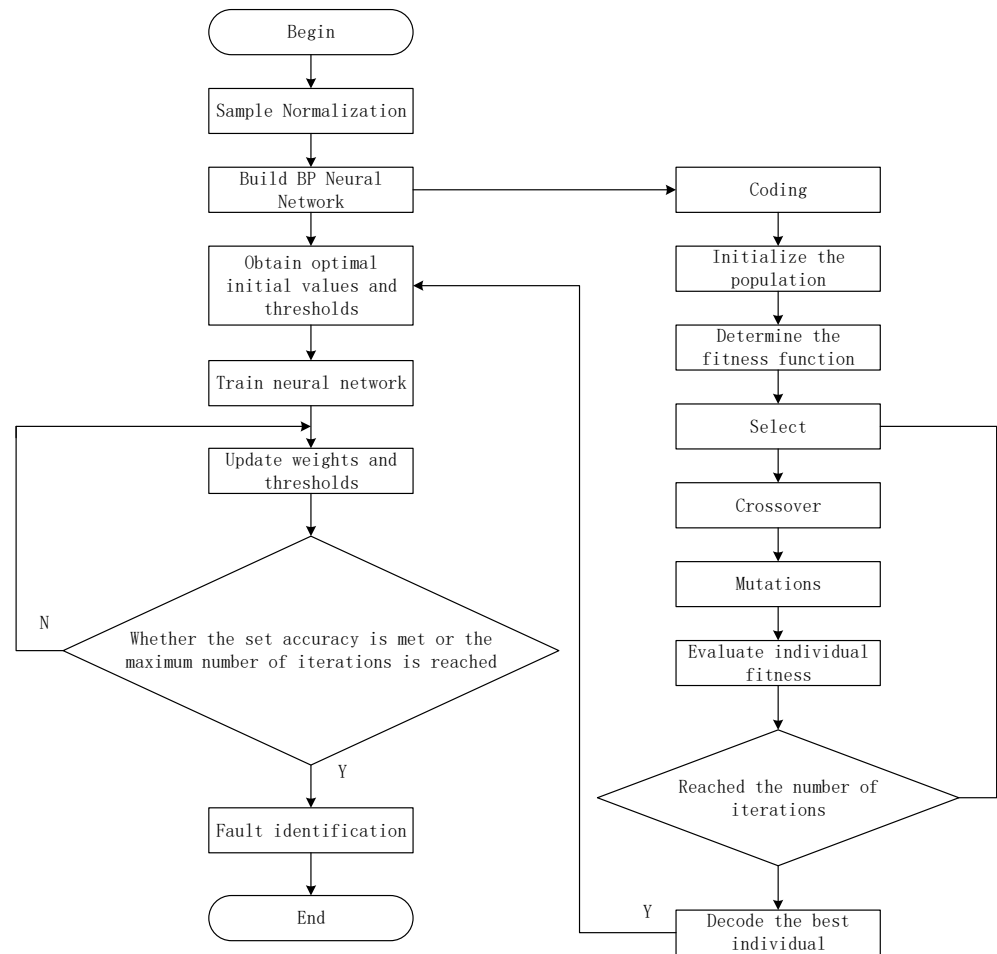 Begin
Sample Normalization
Build BP Neural
Network
Obtain optimal
initial values and
thresholds
Train neural network
Update weights and
thresholds
N
Whether the set accuracy is met or the
maximum number of iterations is reached
Y
Fault identification
End
Coding
Initialize the
population
Determine the
fitness function
Select
Crossover
Mutations
Evaluate individual
fitness
Reached the number of
iterations
Y
Decode the best
individual